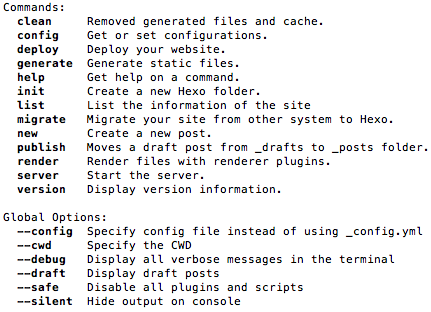 Commands:
clean Removed generated files and cache.
config Get or set configurations.
deploy Deploy your website.
generate Generate static files.
help Get help on a command.
init Create a new Hexo folder.
list List the information of the site
migrate Migrate your site from other system to Hexo.
new Create a new post.
publish Moves a draft post from _drafts to _posts folder.
render Render files with renderer plugins.
server Start the server.
version Display version information.
Global Options:
--config Specify config file instead of using _config.yml
--cwd Specify the CWD
--debug Display all verbose messages in the terminal
--draft Display draft posts
--safe Disable all plugins and scripts
--silent Hide output on console